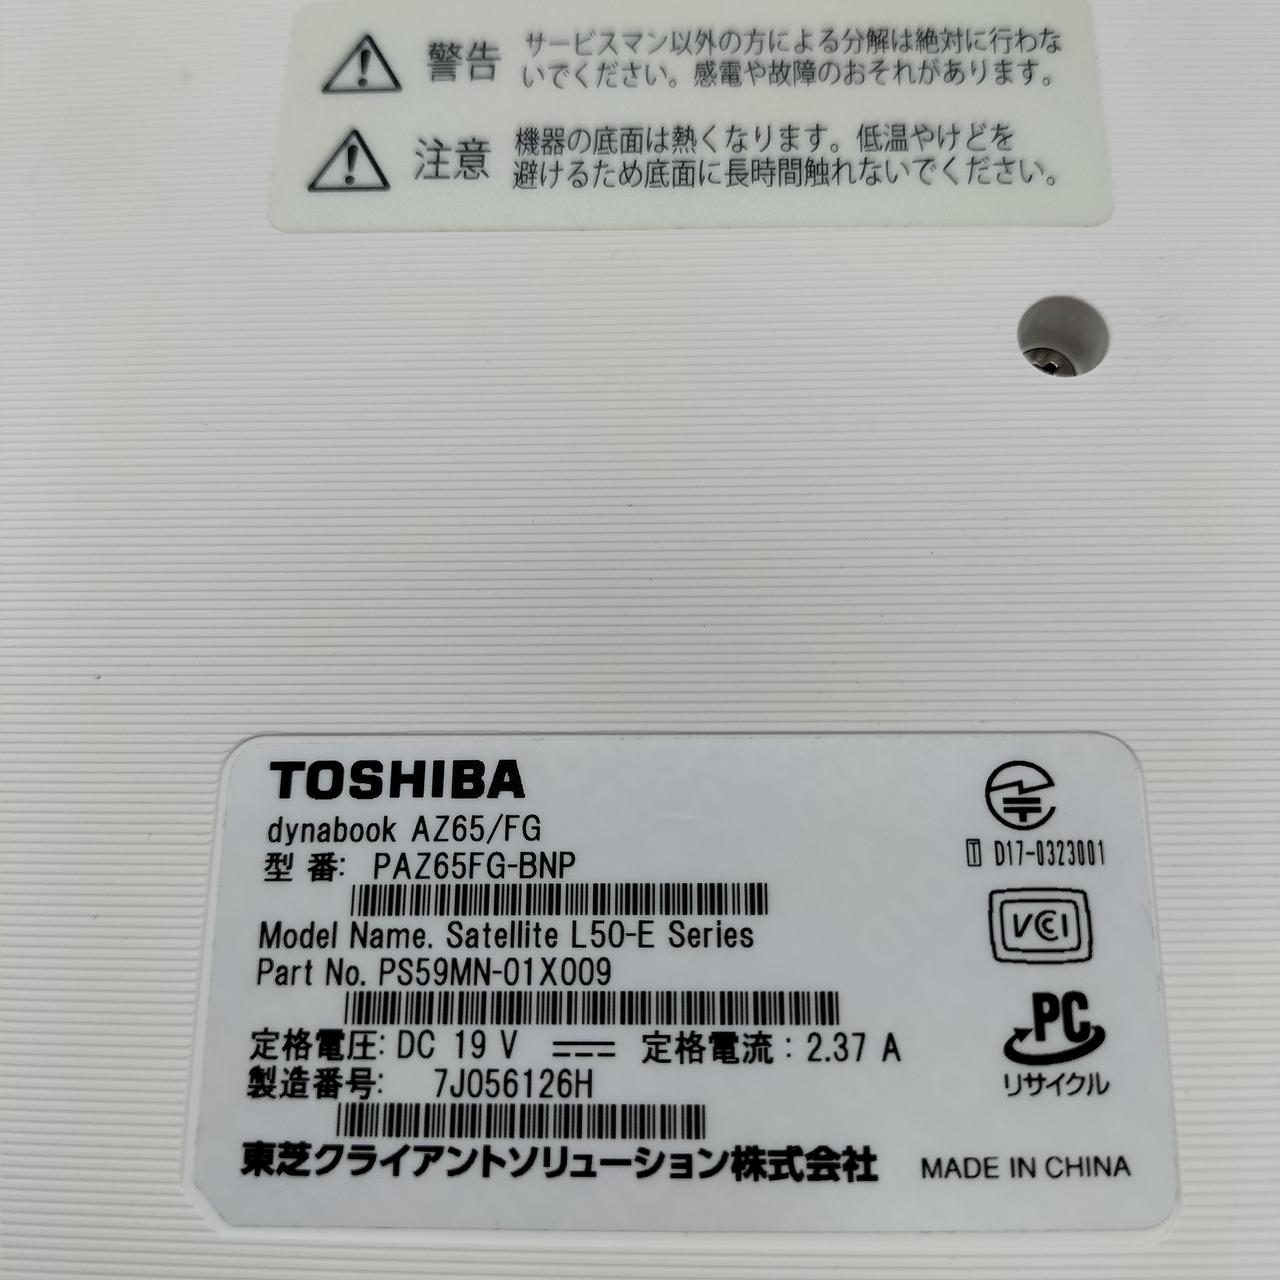 警告 サービスマン以外の方による分解は絶対に行わな
いでください。感電や故障のおそれがあります。
注意 機器の底面は熱くなります。低温やけどを
避けるため底面に長時間触れないでください。
TOSHIBA
dynabook AZ65/FG
型番: PAZ65FG-BNP
Model Name. Satellite L50-E Series
Part No. PS59MN-01X009
定格電圧: DC 19 V 定格電流: 2.37 A
製造番号: 7J056126H
東芝クライアントソリューション株式会社
MADE IN CHINA
T D17-0323001
VCI
PC
リサイクル